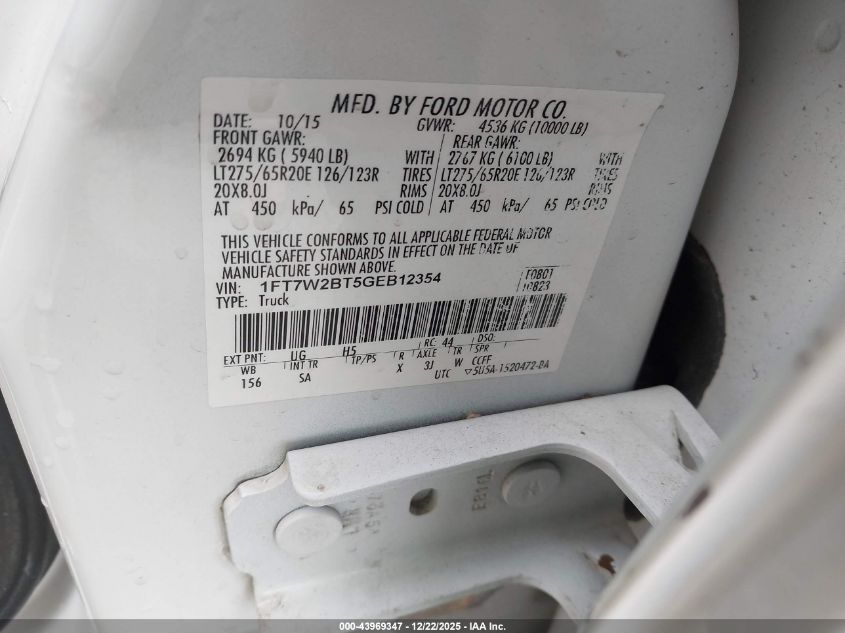 MFD. BY FORD MOTOR CO.
DATE: 10/15 GVWR: 4536 KG (10000 LB)
FRONT GAWR: REAR GAWR:
2694 KG ( 5940 LB) WITH 2767 KG ( 6100 LB) WITH
LT275/65R20E 126/123R TIRES LT275/65R20E 126/123R TIRES
20X8.0J RIMS 20X8.0J RIMS
AT 450 kPa/ 65 PSI COLD AT 450 kPa/ 65 PSI COLD
THIS VEHICLE CONFORMS TO ALL APPLICABLE FEDERAL MOTOR
VEHICLE SAFETY STANDARDS IN EFFECT ON THE DATE OF
MANUFACTURE SHOWN ABOVE.
VIN: 1FT7W2BT5GEB12354 F0801
TYPE: Truck 10823
RC: 44 DSO:
EXT PNT: UG H5
WB INT TR TP/PS R AXLE TR SPR
156 SA X 3J W CCFF
UTC ▽5U5A-1520472-BA
EB14L
00-43969347 - 12/22/2025 - IAA Inc.